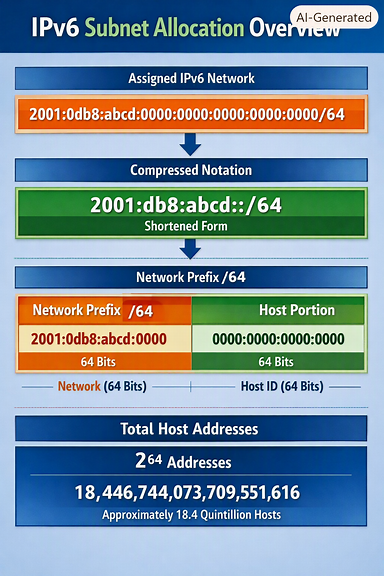 IPv6 Subnet Allocation Overview
AI-Generated
Assigned IPv6 Network
2001:0db8:abcd:0000:0000:0000:0000:0000/64
Compressed Notation
2001:db8:abcd::/64
Shortened Form
Network Prefix /64
Network Prefix /64 Host Portion
2001:0db8:abcd:0000 0000:0000:0000:0000
64 Bits 64 Bits
Network (64 Bits) Host ID (64 Bits)
Total Host Addresses
2⁶⁴ Addresses
18,446,744,073,709,551,616
Approximately 18.4 Quintillion Hosts